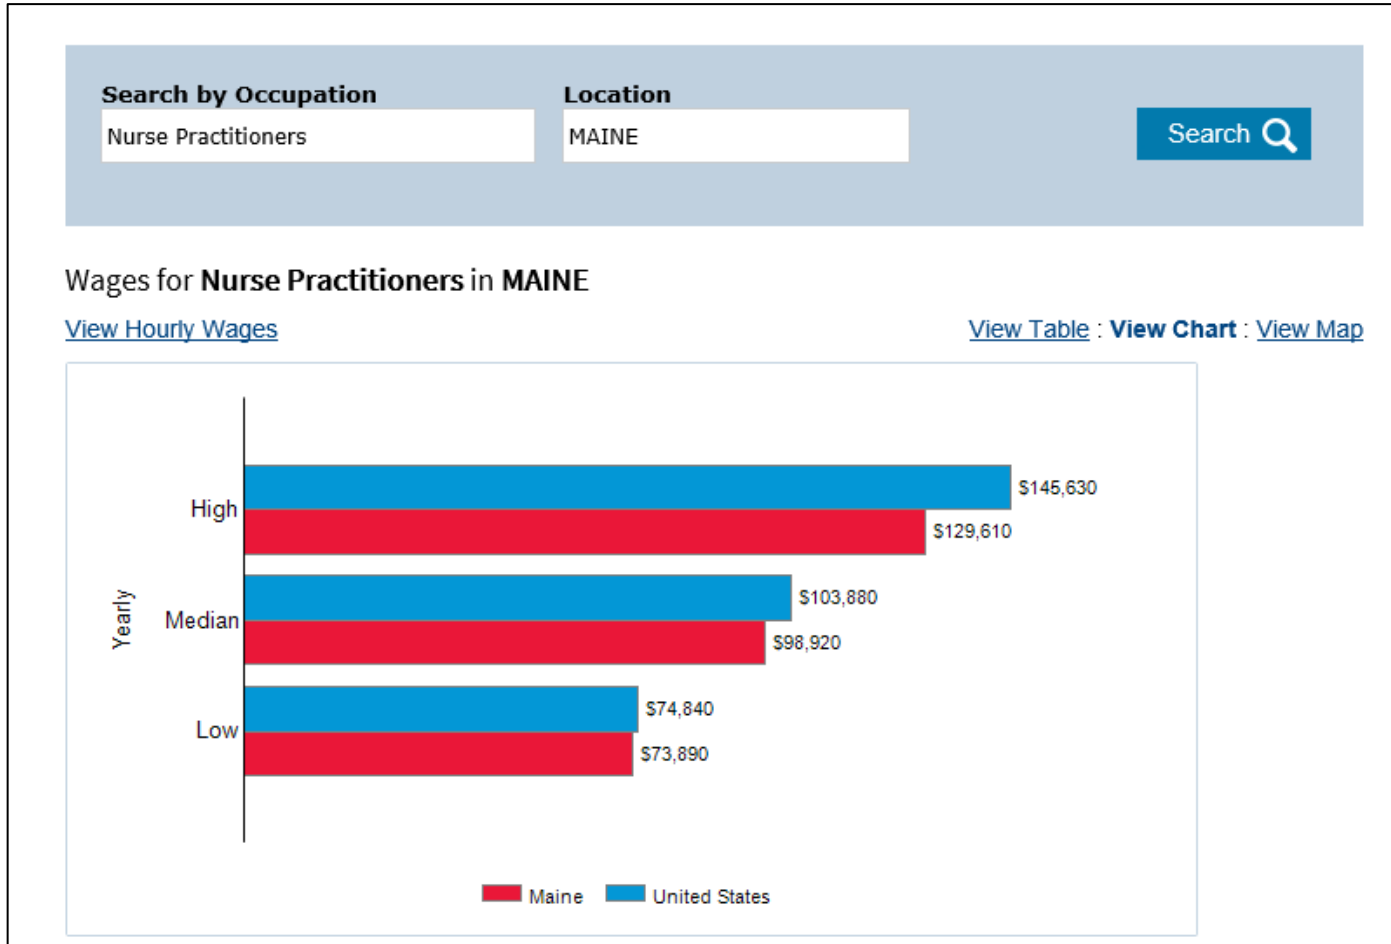 Search by Occupation
Location
Nurse Practitioners
MAINE
Search
Wages for Nurse Practitioners in MAINE
View Hourly Wages
View Table : View Chart : View Map
Yearly
High
$145,630
$129,610
Median
$103,880
$98,920
Low
$74,840
$73,890
Maine
United States